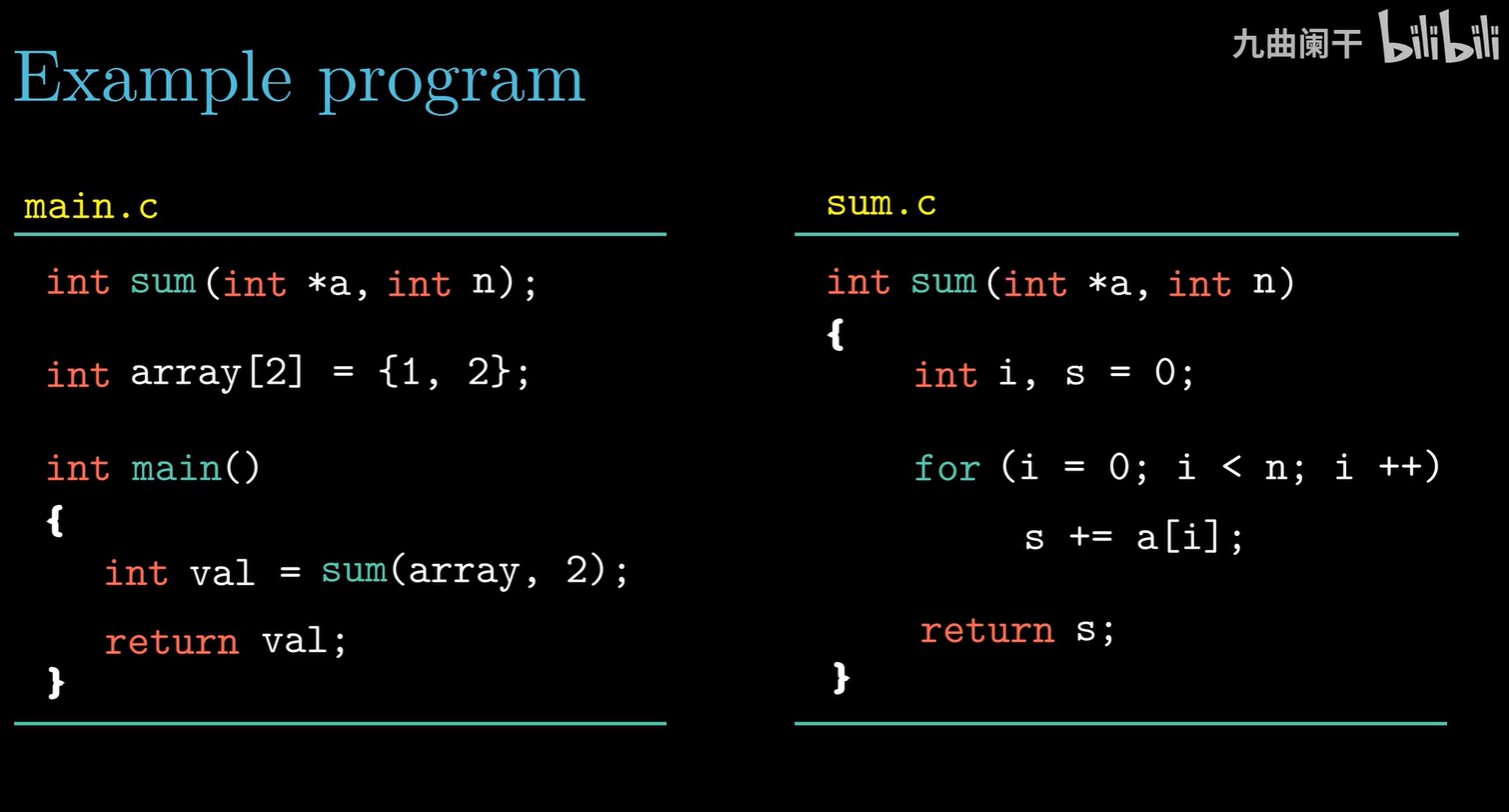 Example program
九曲阑干 bilibili
main.c
int sum(int *a, int n);
int array[2] = {1, 2};
int main()
{
int val = sum(array, 2);
return val;
}
sum.c
int sum(int *a, int n)
{
int i, s = 0;
for (i = 0; i < n; i ++)
s += a[i];
return s;
}